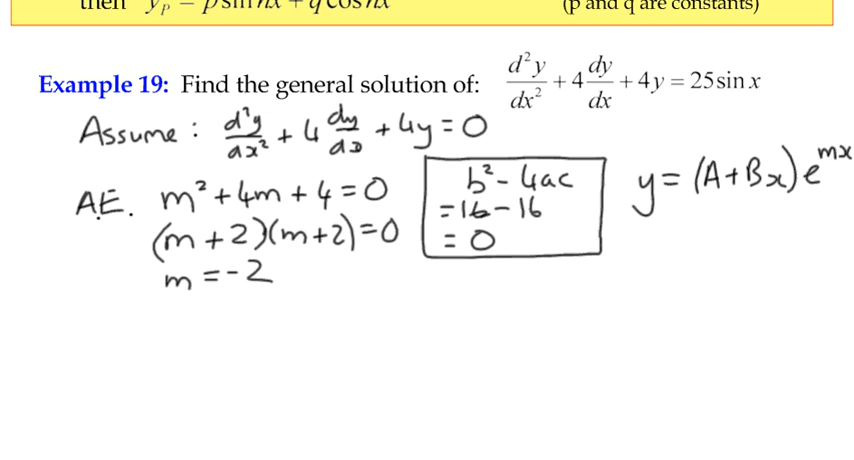 then y_p = p sin nx + q cos nx (p and q are constants)
Example 19: Find the general solution of: d²y/dx² + 4 dy/dx + 4y = 25 sin x
Assume: d²y/dx² + 4 dy/dx + 4y = 0
AE. m² + 4m + 4 = 0
(m + 2)(m + 2) = 0
m = -2
b² - 4ac
= 16 - 16
= 0
y = (A + Bx)e^{mx}